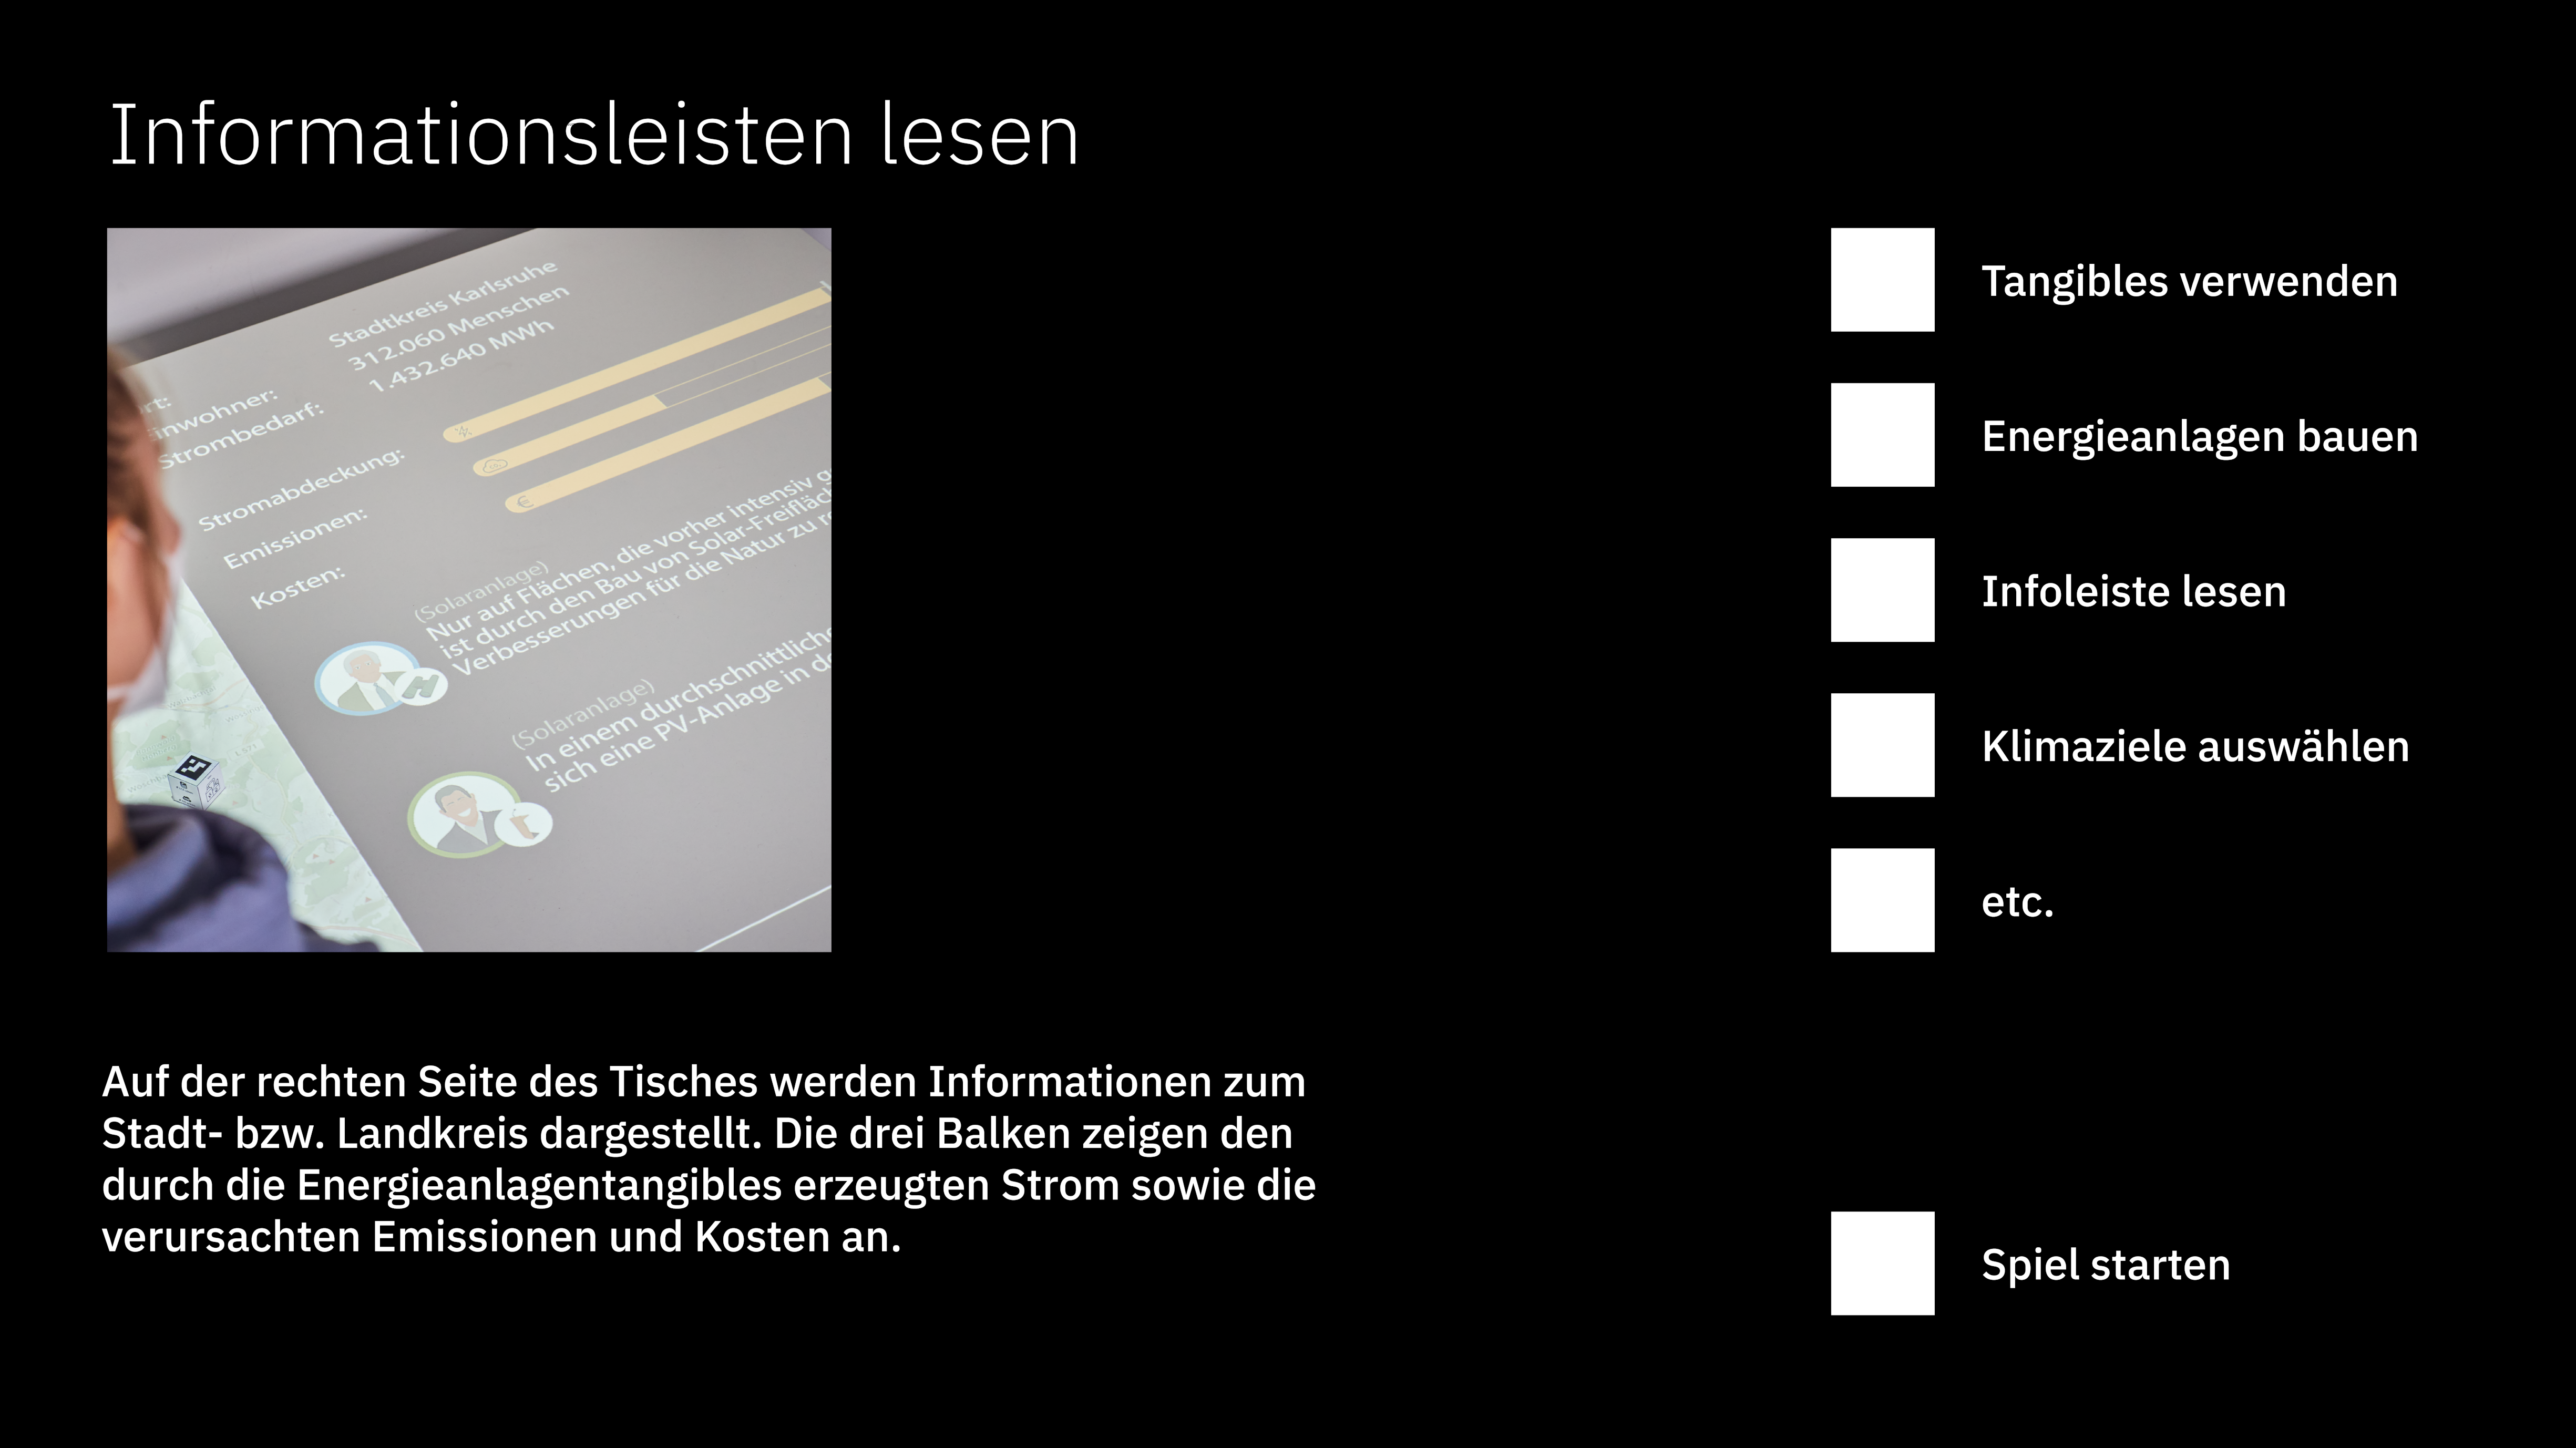 Informationsleisten lesen
Stadtkreis Karlsruhe
312.060 Menschen
1.432.640 MWh
Strombedarf:
Stromabdeckung:
Emissionen:
Kosten:
€
(Solaranlage)
Nur auf Flächen, die vorher intensiv
ist durch den Bau von
Verbesserungen für die Natur zu
(Solaranlage)
In einem
sich eine PV-Anlage in
Tangibles verwenden
Energieanlagen bauen
Infoleiste lesen
Klimaziele auswählen
etc.
Auf der rechten Seite des Tisches werden Informationen zum
Stadt- bzw. Landkreis dargestellt. Die drei Balken zeigen den
durch die Energieanlagentangibles erzeugten Strom sowie die
verursachten Emissionen und Kosten an.
Spiel starten